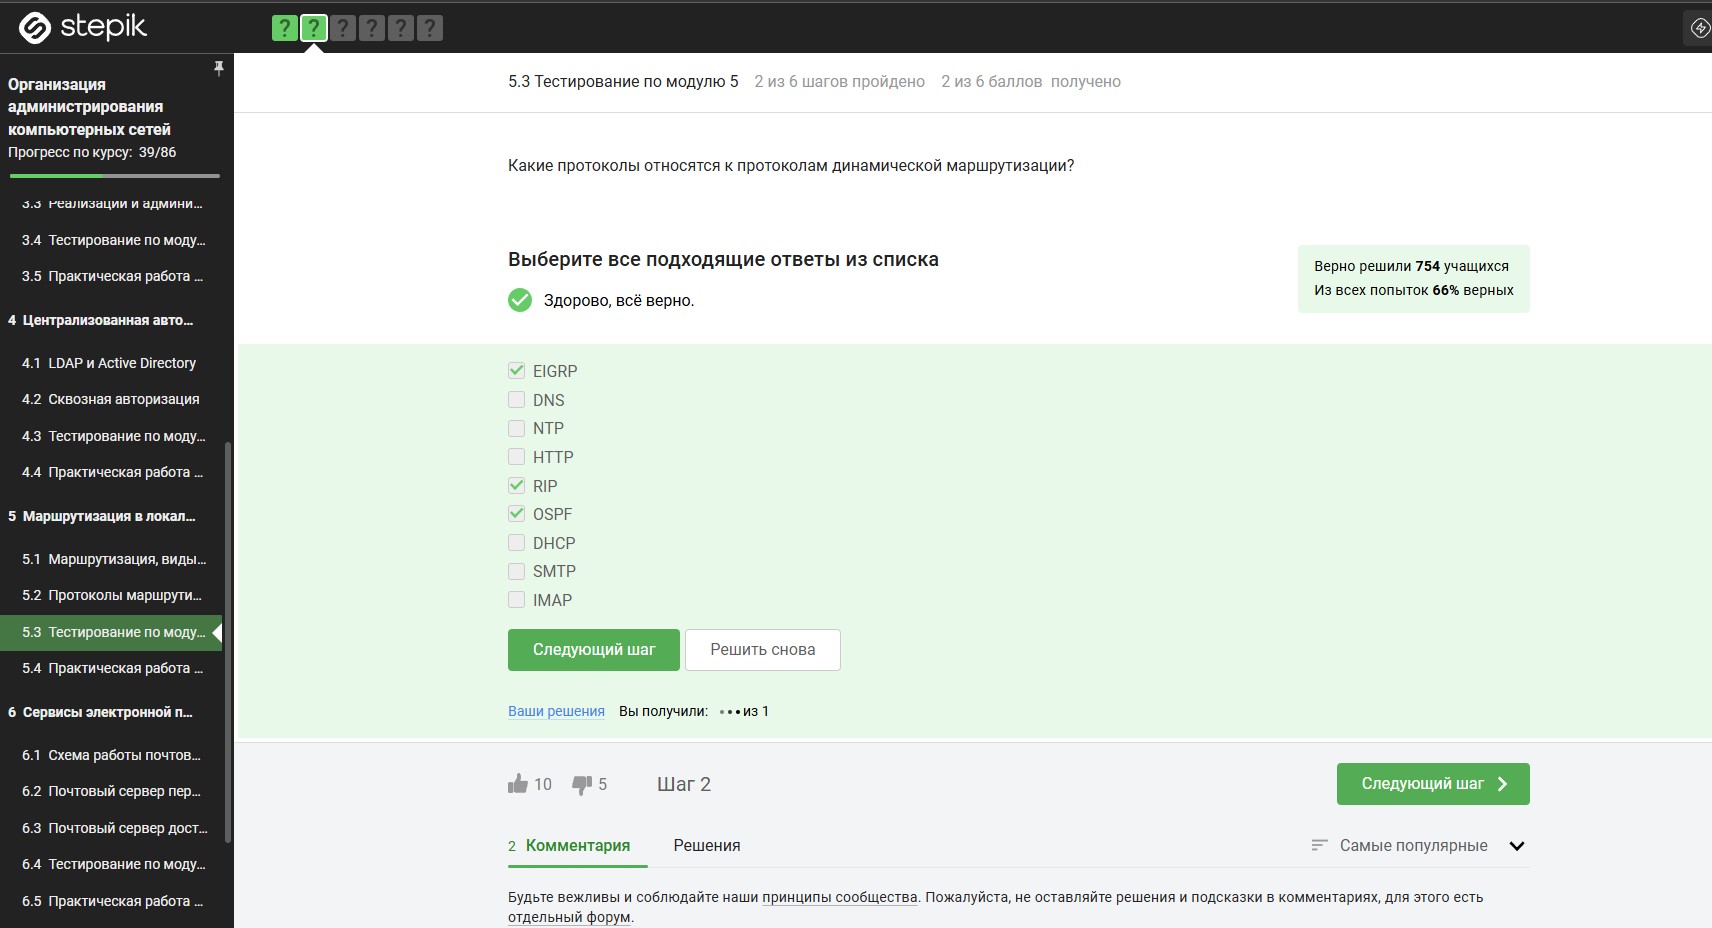 stepik
? ? ? ? ? ?
Организация
администрирования
компьютерных сетей
Прогресс по курсу: 39/86
3.3 Реализации и админи...
3.4 Тестирование по моду...
3.5 Практическая работа ...
4 Централизованная авто...
4.1 LDAP и Active Directory
4.2 Сквозная авторизация
4.3 Тестирование по моду...
4.4 Практическая работа ...
5 Маршрутизация в локал...
5.1 Маршрутизация, виды...
5.2 Протоколы маршрути...
5.3 Тестирование по моду...
5.4 Практическая работа ...
6 Сервисы электронной п...
6.1 Схема работы почтов...
6.2 Почтовый сервер пер...
6.3 Почтовый сервер дост...
6.4 Тестирование по моду...
6.5 Практическая работа ...
5.3 Тестирование по модулю 5 2 из 6 шагов пройдено 2 из 6 баллов получено
Какие протоколы относятся к протоколам динамической маршрутизации?
Выберите все подходящие ответы из списка
Здорово, всё верно.
Верно решили 754 учащихся
Из всех попыток 66% верных
EIGRP
DNS
NTP
HTTP
RIP
OSPF
DHCP
SMTP
IMAP
Следующий шаг Решить снова
Ваши решения Вы получили: ... из 1
10 5 Шаг 2 Следующий шаг
2 Комментария Решения Самые популярные
Будьте вежливы и соблюдайте наши принципы сообщества. Пожалуйста, не оставляйте решения и подсказки в комментариях, для этого есть
отдельный форум.